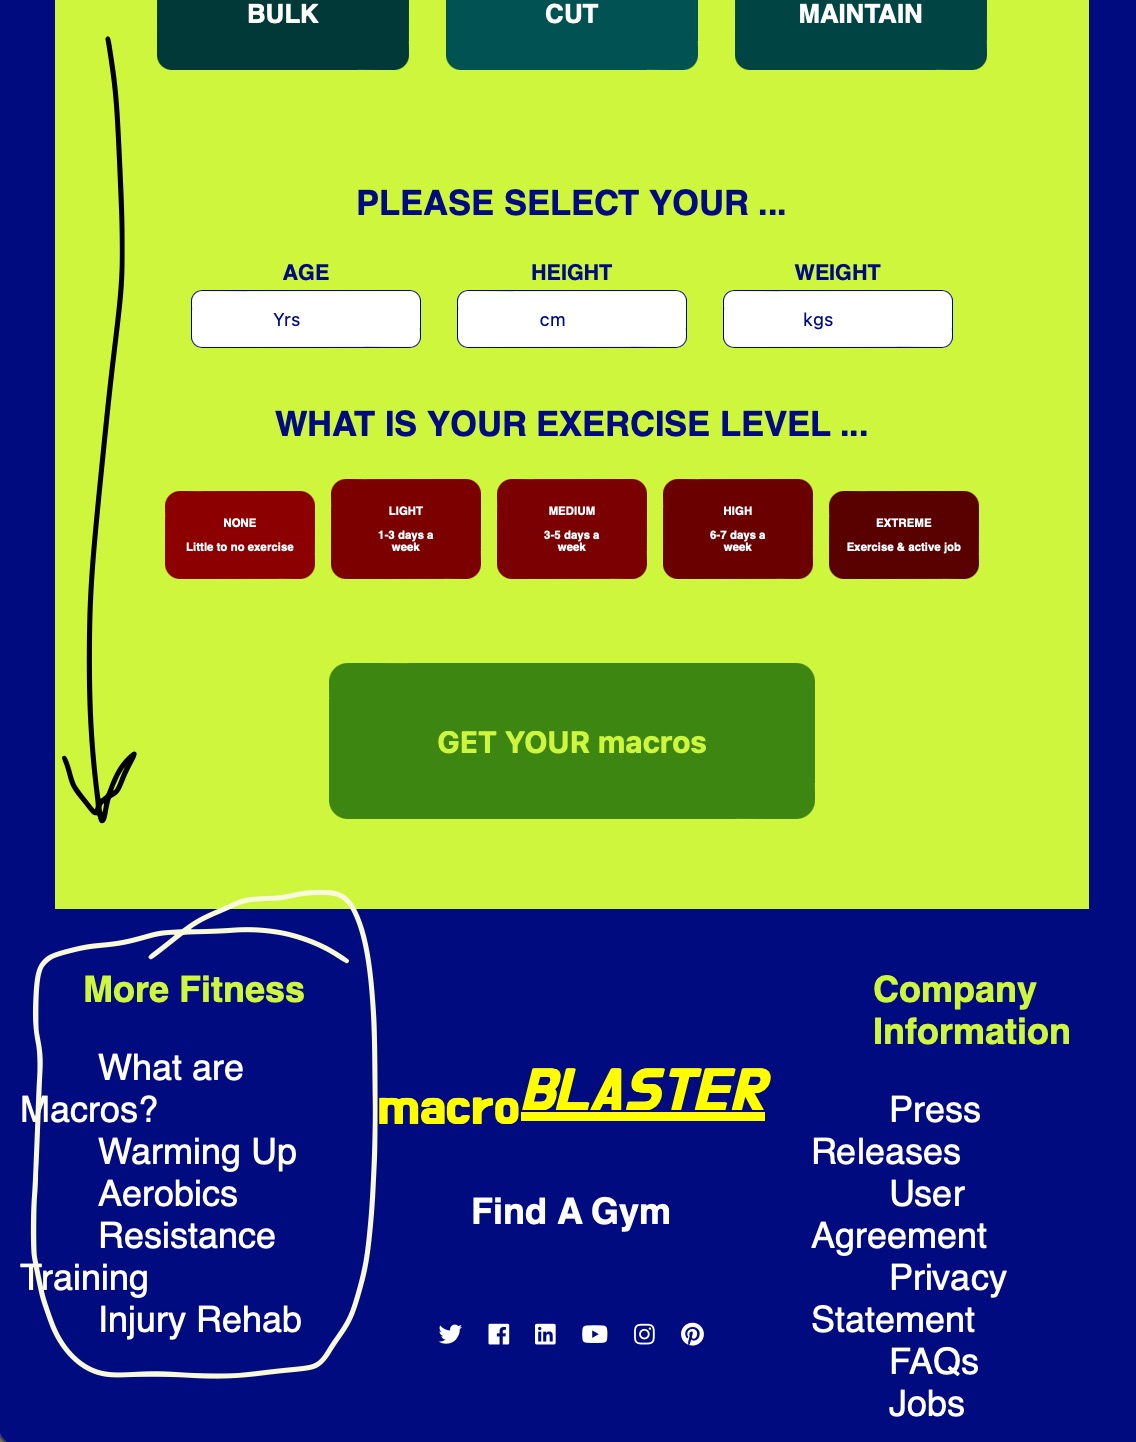 BULK CUT MAINTAIN
PLEASE SELECT YOUR ...
AGE HEIGHT WEIGHT
Yrs cm kgs
WHAT IS YOUR EXERCISE LEVEL ...
NONE
Little to no exercise
LIGHT
1-3 days a
week
MEDIUM
3-5 days a
week
HIGH
6-7 days a
week
EXTREME
Exercise & active job
GET YOUR macros
More Fitness
What are
Macros?
Warming Up
Aerobics
Resistance
Training
Injury Rehab
macroBLASTER
Find A Gym
Company
Information
Press
Releases
User
Agreement
Privacy
Statement
FAQs
Jobs